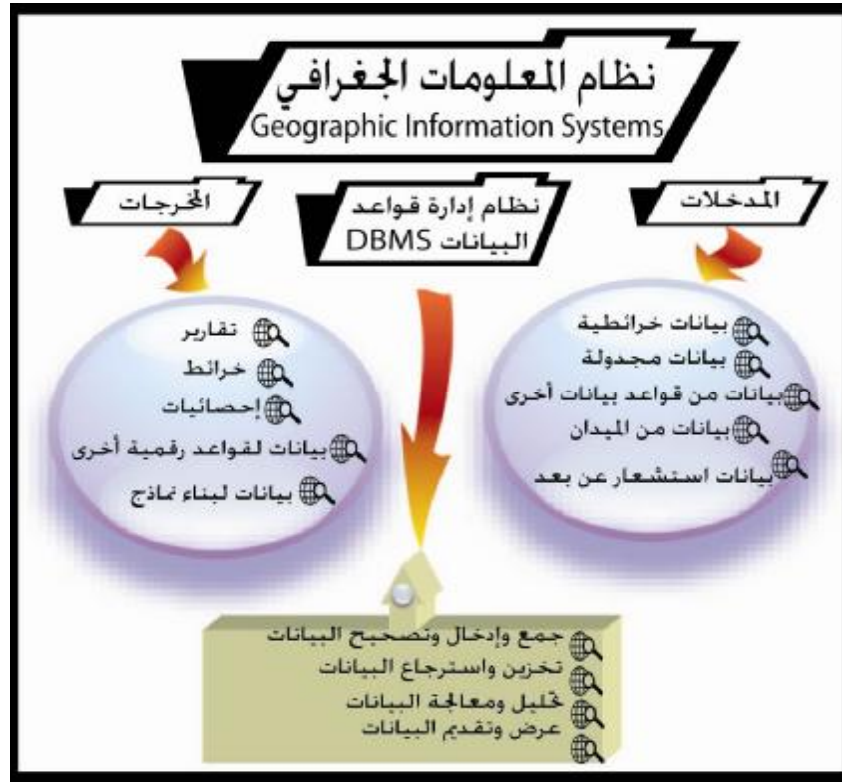 نظام المعلومات الجغرافي
Geographic Information Systems
المدخلات
نظام إدارة قواعد
البيانات DBMS
المخرجات
بيانات خرائطية
بيانات مجدولة
بيانات من قواعد بيانات أخرى
بيانات من الميدان
بيانات استشعار عن بعد
تقارير
خرائط
إحصائيات
بيانات لقواعد رقمية أخرى
بيانات لبناء نماذج
جمع وإدخال وتصحيح البيانات
تخزين واسترجاع البيانات
تحليل ومعالجة البيانات
عرض وتقديم البيانات